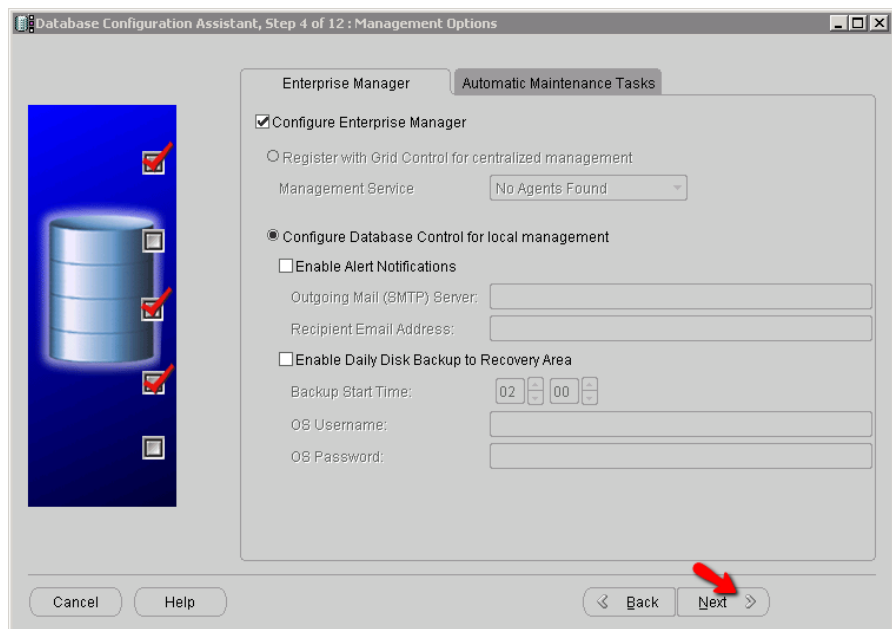 Database Configuration Assistant, Step 4 of 12 : Management Options
Enterprise Manager
Automatic Maintenance Tasks
Configure Enterprise Manager
Register with Grid Control for centralized management
Management Service
No Agents Found
Configure Database Control for local management
Enable Alert Notifications
Outgoing Mail (SMTP) Server:
Recipient Email Address:
Enable Daily Disk Backup to Recovery Area
Backup Start Time:
02
00
OS Username:
OS Password:
Cancel
Help
Back
Next